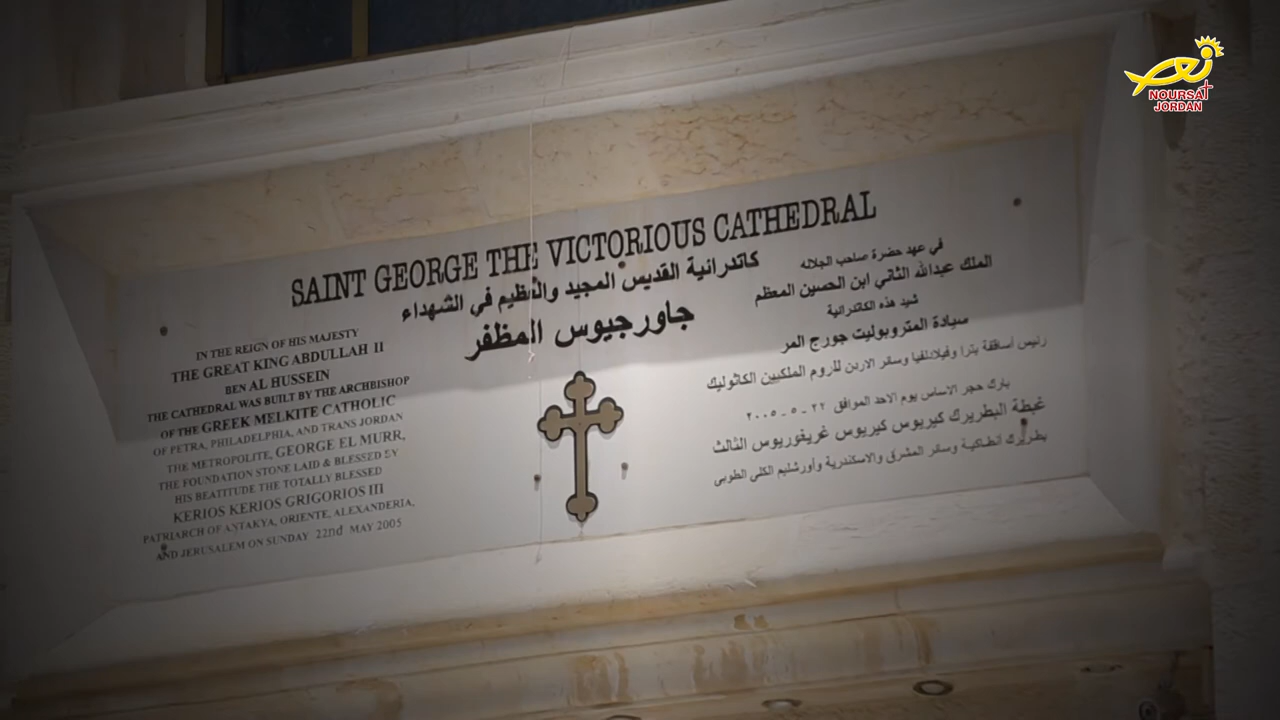 SAINT GEORGE THE VICTORIOUS CATHEDRAL
كاتدرائية القديس المجيد والعظيم في الشهداء
جاورجيوس المظفر
IN THE REIGN OF HIS MAJESTY
THE GREAT KING ABDULLAH II
BEN AL HUSSEIN
THE CATHEDRAL WAS BUILT BY THE ARCHBISHOP
OF THE GREEK MELKITE CATHOLIC
OF PETRA, PHILADELPHIA, AND TRANS JORDAN
THE METROPOLITE, GEORGE EL MURR,
THE FOUNDATION STONE LAID & BLESSED BY
HIS BEATITUDE THE TOTALLY BLESSED
KERIOS KERIOS GRIGORIOS III
PATRIARCH OF ANTAKYA, ORIENTE, ALEXANDERIA,
AND JERUSALEM ON SUNDAY 22nd MAY 2005
في عهد حضرة صاحب الجلاله
الملك عبدالله الثاني ابن الحسين المعظم
شيد هذه الكاتدرائية
سيادة المتروبوليت جورج المر
رئيس أساقفة بترا وفيلادلفيا وسائر الاردن للروم الملكيين الكاثوليك
بارك حجر الاساس يوم الاحد الموافق ٢٢ - ٥ - ٢٠٠٥
غبطة البطريرك كيريوس كيريوس غريغوريوس الثالث
بطريرك أنطاكية وسائر المشرق والاسكندرية وأورشليم الكلي الطوبى
نور
NOURSAT
JORDAN